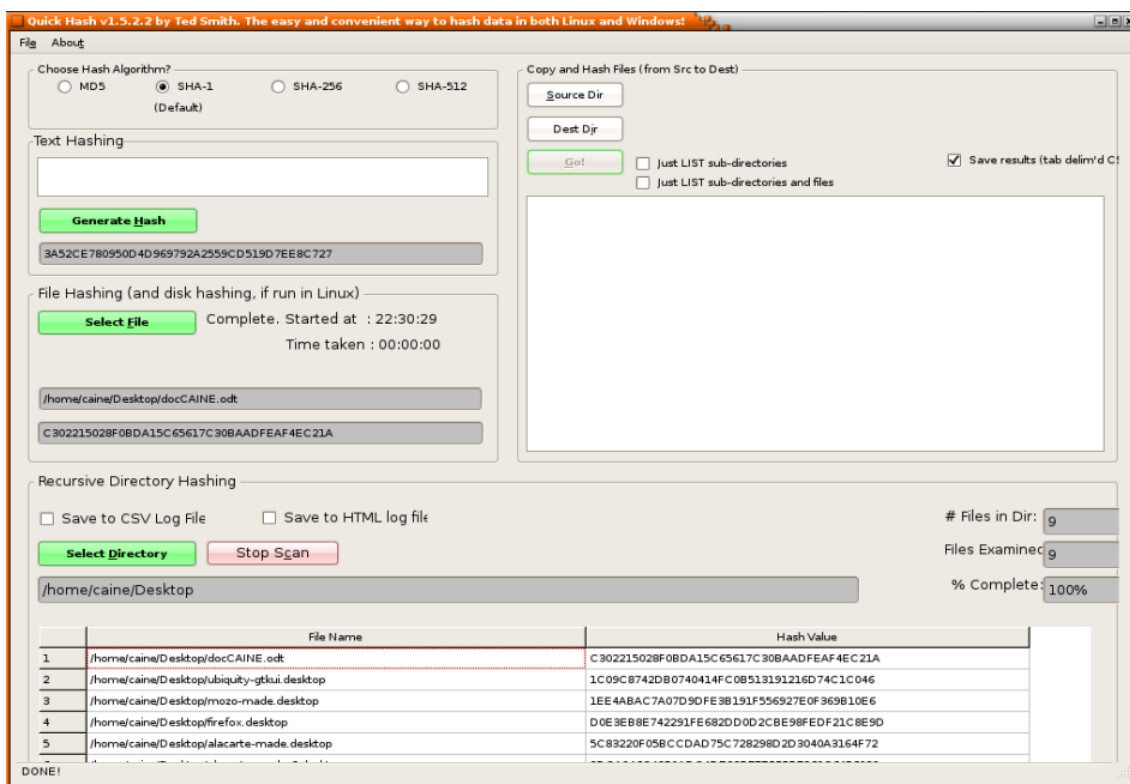 Quick Hash v1.5.2.2 by Ted Smith. The easy and convenient way to hash data in both Linux and Windows!
File About
Choose Hash Algorithm?
MD5 SHA-1 SHA-256 SHA-512
(Default)
Text Hashing
Generate Hash
3A52CE780950D4D969792A2559CD519D7EE8C727
File Hashing (and disk hashing, if run in Linux)
Select File Complete. Started at : 22:30:29
Time taken : 00:00:00
/home/caine/Desktop/docCAINE.odt
C302215028F0BDA15C65617C30BAADFEAF4EC21A
Copy and Hash Files (from Src to Dest)
Source Dir
Dest Dir
Go! Just LIST sub-directories Save results (tab delim'd CS
Just LIST sub-directories and files
Recursive Directory Hashing
Save to CSV Log File Save to HTML log file
Select Directory Stop Scan
/home/caine/Desktop
# Files in Dir: 9
Files Examined 9
% Complete: 100%
File Name Hash Value
1 /home/caine/Desktop/docCAINE.odt C302215028F0BDA15C65617C30BAADFEAF4EC21A
2 /home/caine/Desktop/ubiquity-gtkui.desktop 1C09C8742DB0740414FC0B513191216D74C1C046
3 /home/caine/Desktop/mozo-made.desktop 1EE4ABAC7A07D9DFE3B191F556927E0F369B10E6
4 /home/caine/Desktop/firefox.desktop D0E3EB8E742291FE682DD0D2CBE98FEDF21C8E9D
5 /home/caine/Desktop/alacarte-made.desktop 5C83220F05BCCDAD75C728298D2D3040A3164F72
DONE!